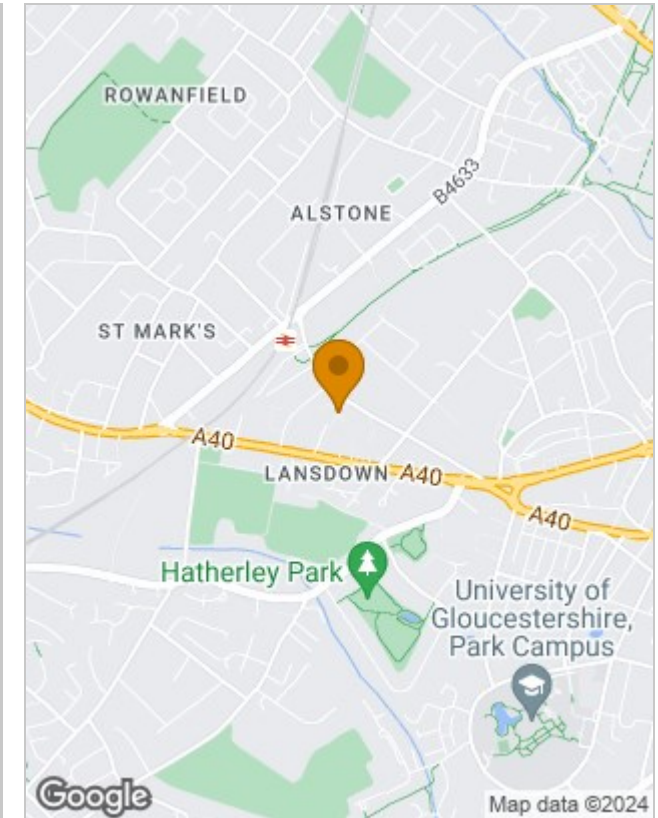 ROWANFIELD
B4633
ALSTONE
ST MARK'S
A40
LANSDOWN
A40
A40
Hatherley Park
University of
Gloucestershire,
Park Campus
Google
Map data ©2024